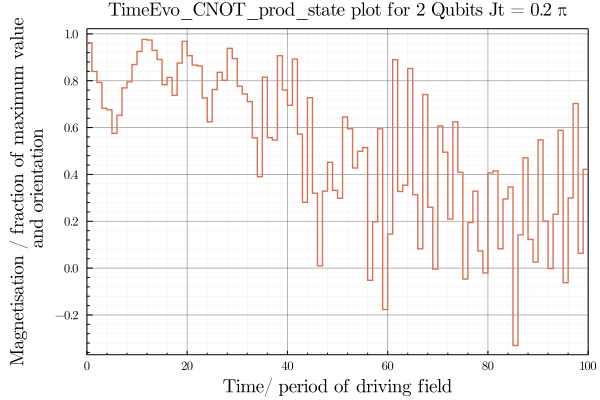 TimeEvo_CNOT_prod_state plot for 2 Qubits Jt = 0.2 π
Magnetisation / fraction of maximum value
and orientation
1.0
0.8
0.6
0.4
0.2
0.0
−0.2
0 20 40 60 80 100
Time/ period of driving field